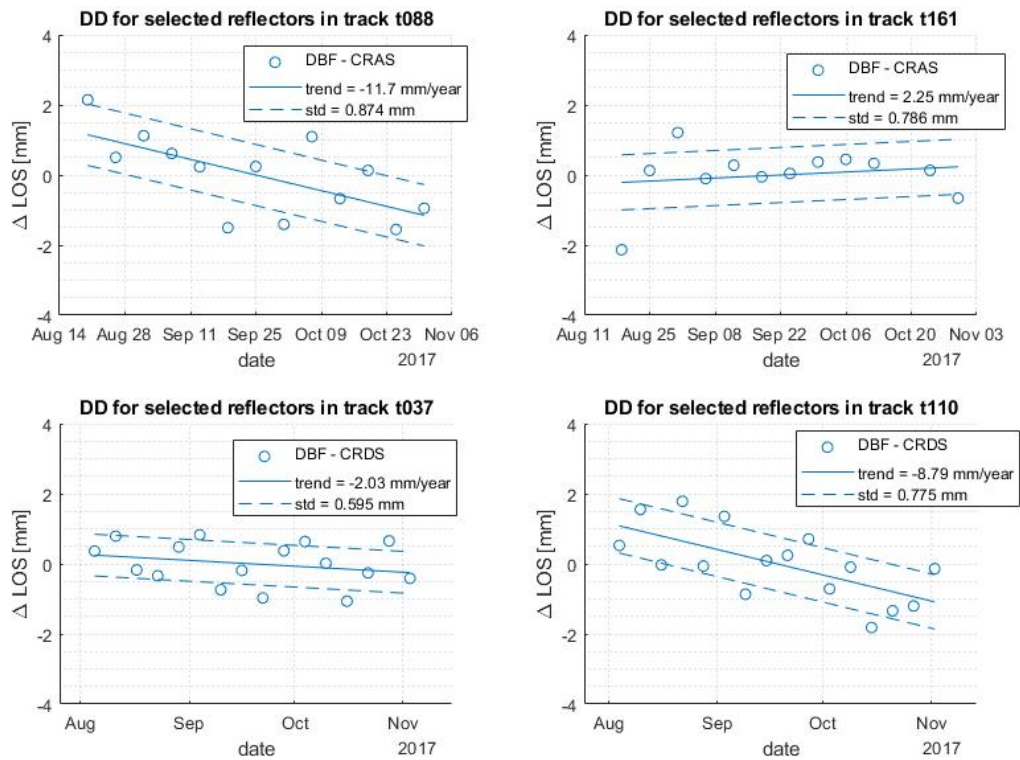 DD for selected reflectors in track t088
4
2
0
-2
-4
Δ LOS [mm]
DBF - CRAS
trend = -11.7 mm/year
std = 0.874 mm
Aug 14 Aug 28 Sep 11 Sep 25 Oct 09 Oct 23 Nov 06
date
2017
DD for selected reflectors in track t161
4
2
0
-2
-4
Δ LOS [mm]
DBF - CRAS
trend = 2.25 mm/year
std = 0.786 mm
Aug 11 Aug 25 Sep 08 Sep 22 Oct 06 Oct 20 Nov 03
date
2017
DD for selected reflectors in track t037
4
2
0
-2
-4
Δ LOS [mm]
DBF - CRDS
trend = -2.03 mm/year
std = 0.595 mm
Aug Sep Oct Nov
date
2017
DD for selected reflectors in track t110
4
2
0
-2
-4
Δ LOS [mm]
DBF - CRDS
trend = -8.79 mm/year
std = 0.775 mm
Aug Sep Oct Nov
date
2017